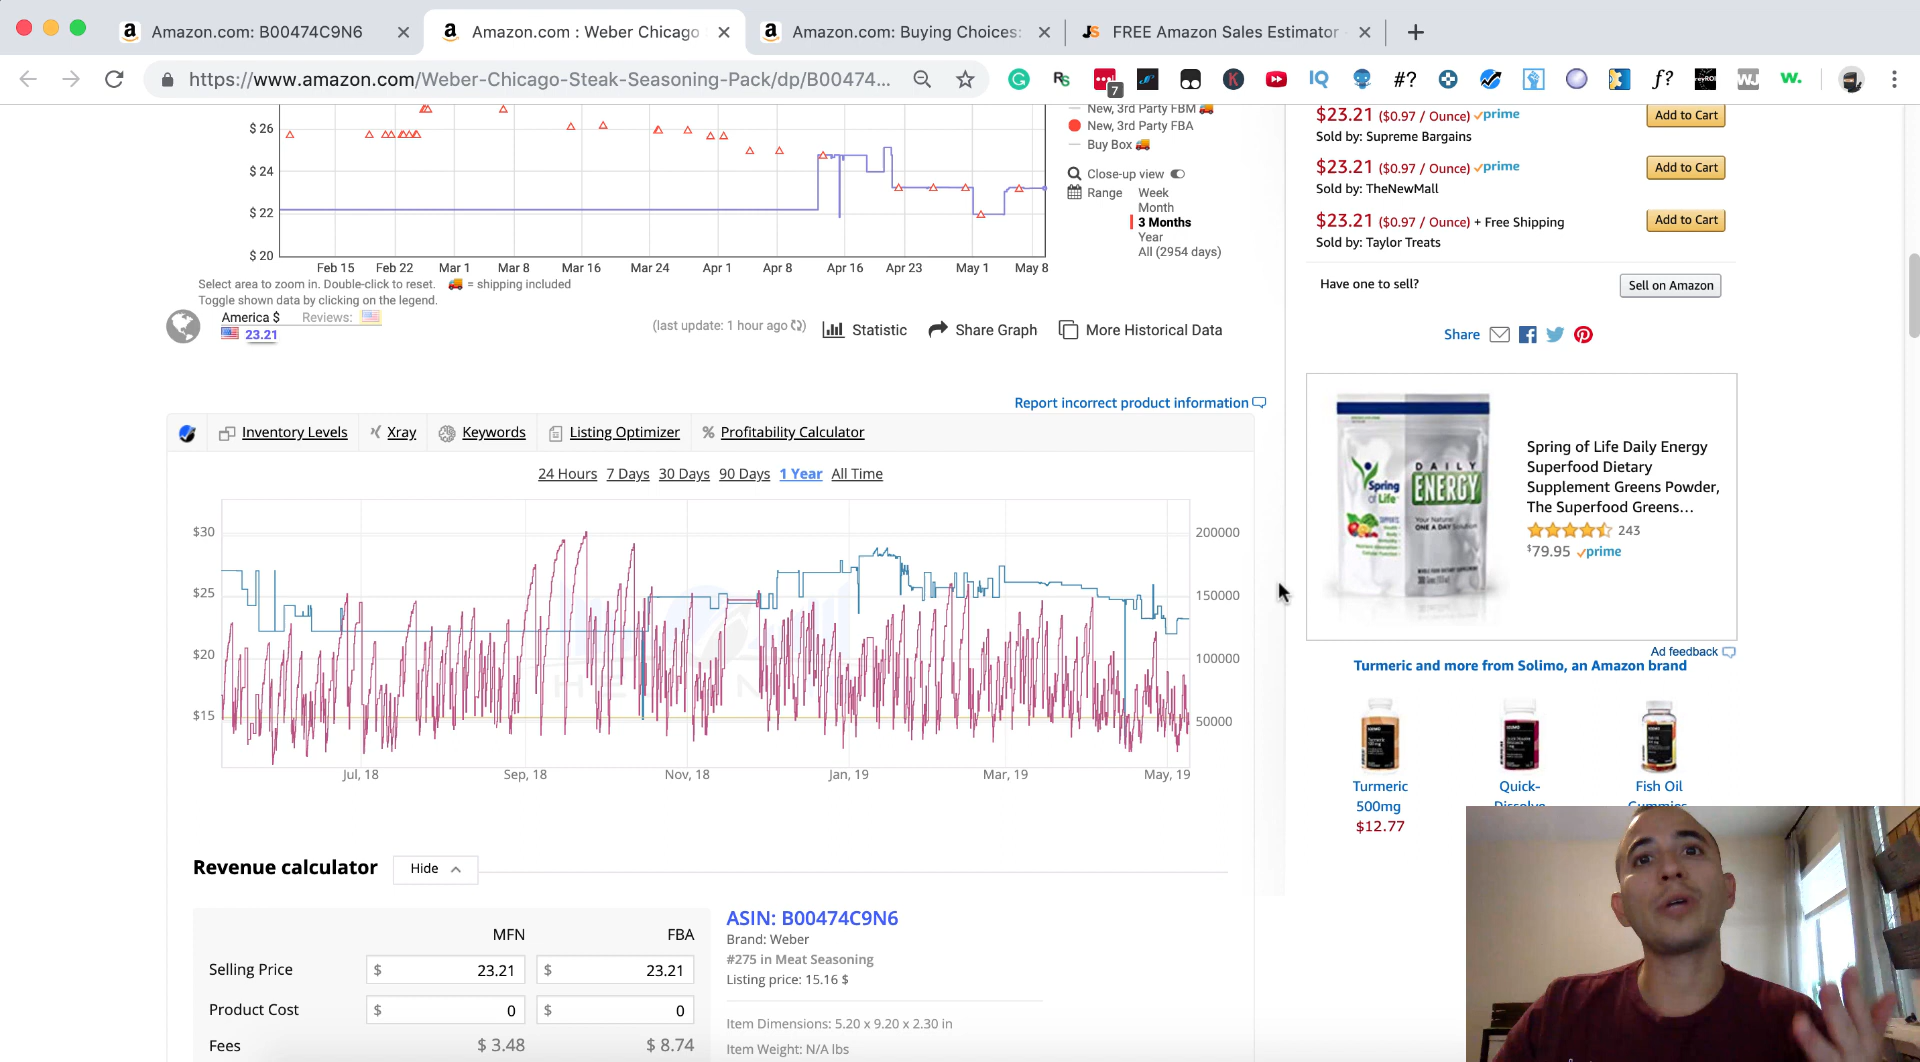 Amazon.com: B00474C9N6
Amazon.com : Weber Chicago
Amazon.com: Buying Choices:
FREE Amazon Sales Estimator
https://www.amazon.com/Weber-Chicago-Steak-Seasoning-Pack/dp/B00474...
7
IQ
#?
f?
WJ
w.
New, 3rd Party FBM
New, 3rd Party FBA
Buy Box
Close-up view
Range
Week
Month
3 Months
Year
All (2954 days)
$ 26
$ 24
$ 22
$ 20
Feb 15 Feb 22 Mar 1 Mar 8 Mar 16 Mar 24 Apr 1 Apr 8 Apr 16 Apr 23 May 1 May 8
Select area to zoom in. Double-click to reset. = shipping included
Toggle shown data by clicking on the legend.
America $ Reviews:
23.21
(last update: 1 hour ago )
Statistic
Share Graph
More Historical Data
Report incorrect product information
Inventory Levels
Xray
Keywords
Listing Optimizer
% Profitability Calculator
24 Hours 7 Days 30 Days 90 Days 1 Year All Time
$30
$25
$20
$15
200000
150000
100000
50000
Jul, 18 Sep, 18 Nov, 18 Jan, 19 Mar, 19 May, 19
Revenue calculator
Hide
MFN FBA
Selling Price $ 23.21 $ 23.21
Product Cost $ 0 $ 0
Fees $ 3.48 $ 8.74
ASIN: B00474C9N6
Brand: Weber
#275 in Meat Seasoning
Listing price: 15.16 $
Item Dimensions: 5.20 x 9.20 x 2.30 in
Item Weight: N/A lbs
$23.21 ($0.97 / Ounce) prime
Add to Cart
Sold by: Supreme Bargains
$23.21 ($0.97 / Ounce) prime
Add to Cart
Sold by: TheNewMall
$23.21 ($0.97 / Ounce) + Free Shipping
Add to Cart
Sold by: Taylor Treats
Have one to sell?
Sell on Amazon
Share
Spring of Life
DAILY
ENERGY
Spring of Life Daily Energy
Superfood Dietary
Supplement Greens Powder,
The Superfood Greens...
243
$79.95 prime
Ad feedback
Turmeric and more from Solimo, an Amazon brand
Turmeric
500mg
$12.77
Quick-
Dissolve
Fish Oil
Gummies